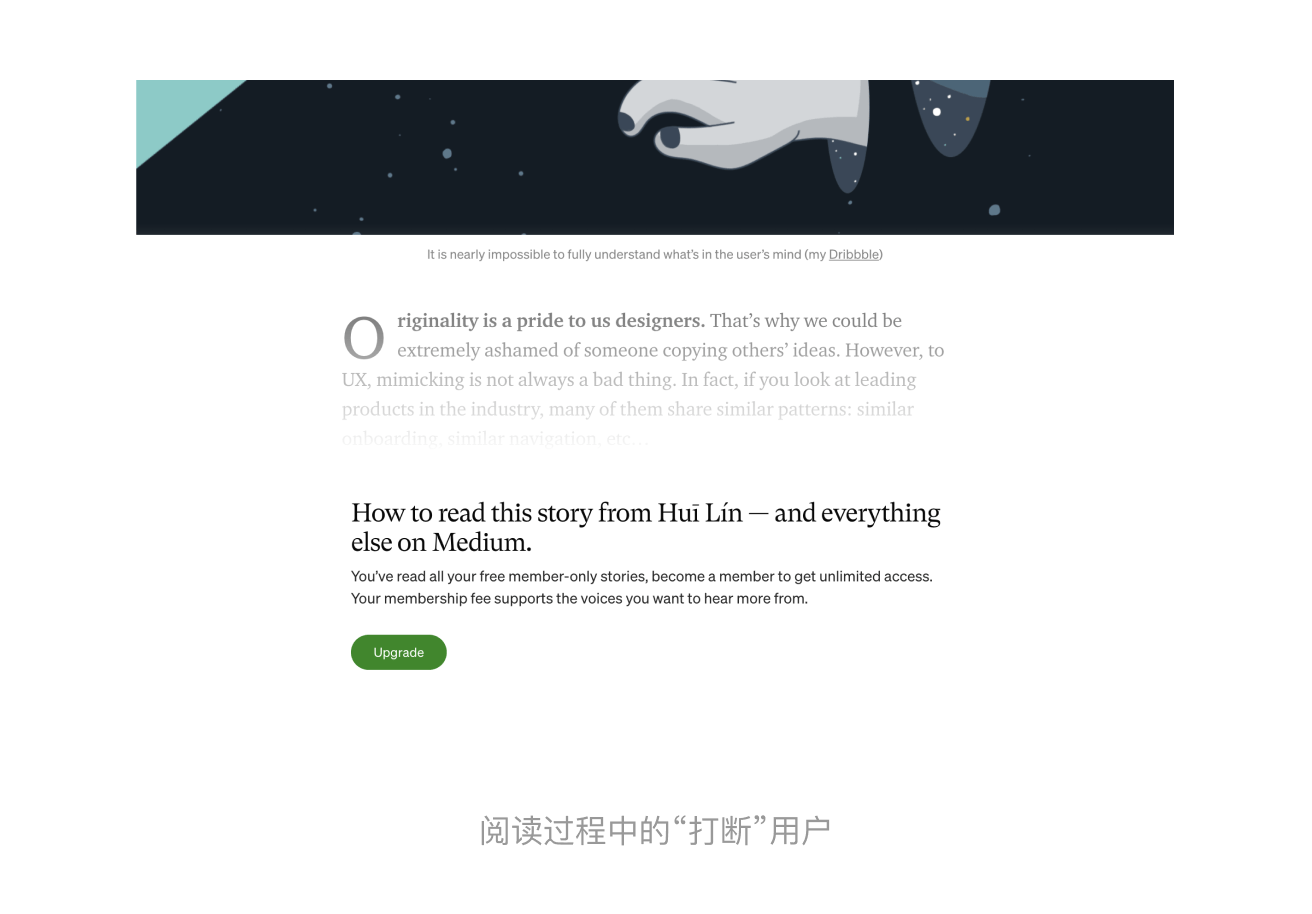 It is nearly impossible to fully understand what's in the user's mind (my Dribbble)
Originality is a pride to us designers. That's why we could be
extremely ashamed of someone copying others' ideas. However, to
UX, mimicking is not always a bad thing. In fact, if you look at leading
products in the industry, many of them share similar patterns: similar
onboarding, similar navigation, etc…
How to read this story from Huī Lín — and everything
else on Medium.
You've read all your free member-only stories, become a member to get unlimited access.
Your membership fee supports the voices you want to hear more from.
Upgrade
阅读过程中的“打断”用户